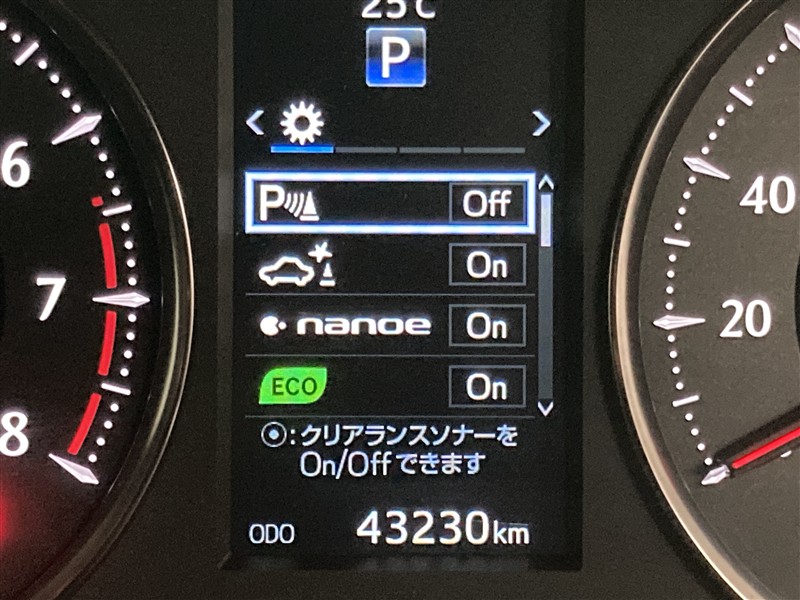 25℃
P
6
7
8
P Off
On
nanoe On
ECO On
⦿:クリアランスソナーを
On/Offできます
ODO 43230km
40
20